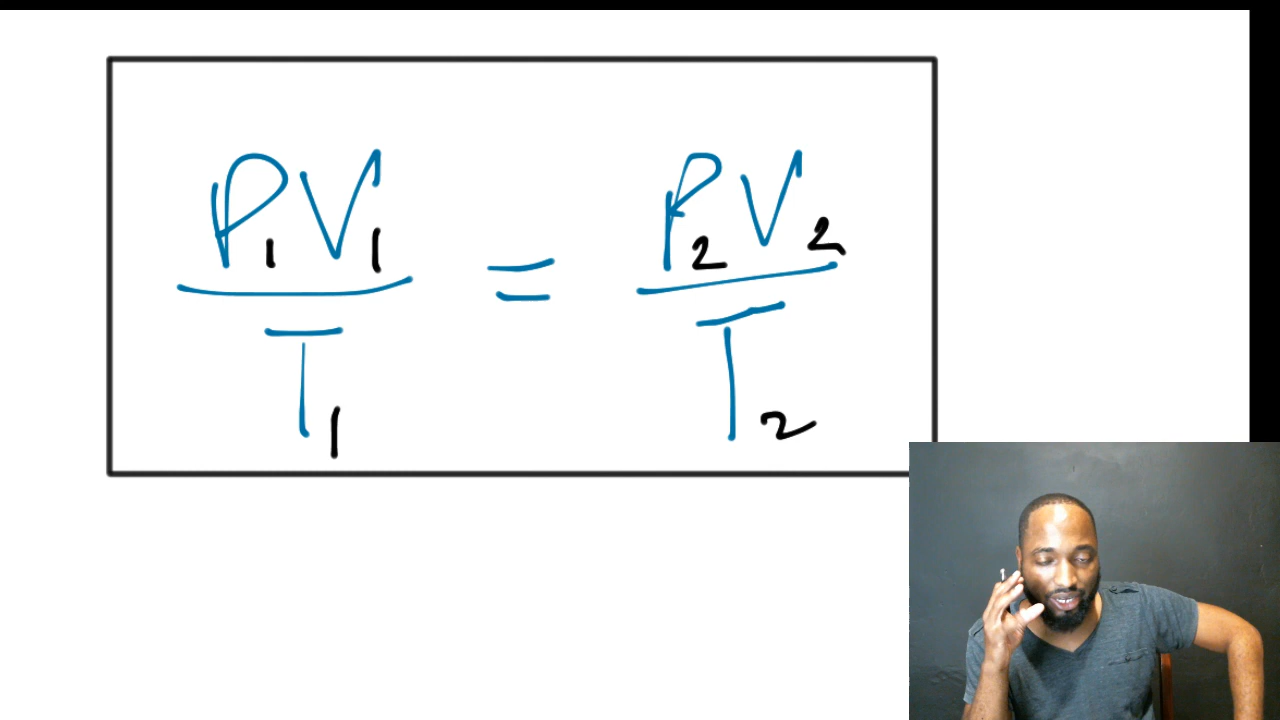 P₁V₁ = P₂V₂
T₁ T₂